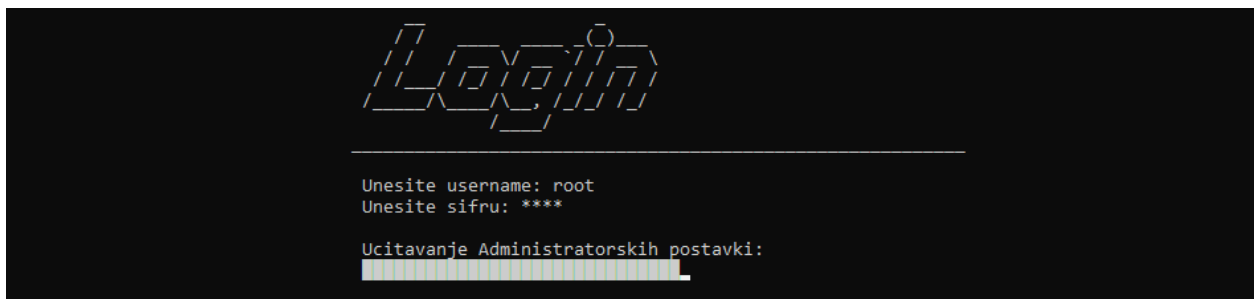 Login
Unesite username: root
Unesite sifru: ****
Ucitavanje Administratorskih postavki: